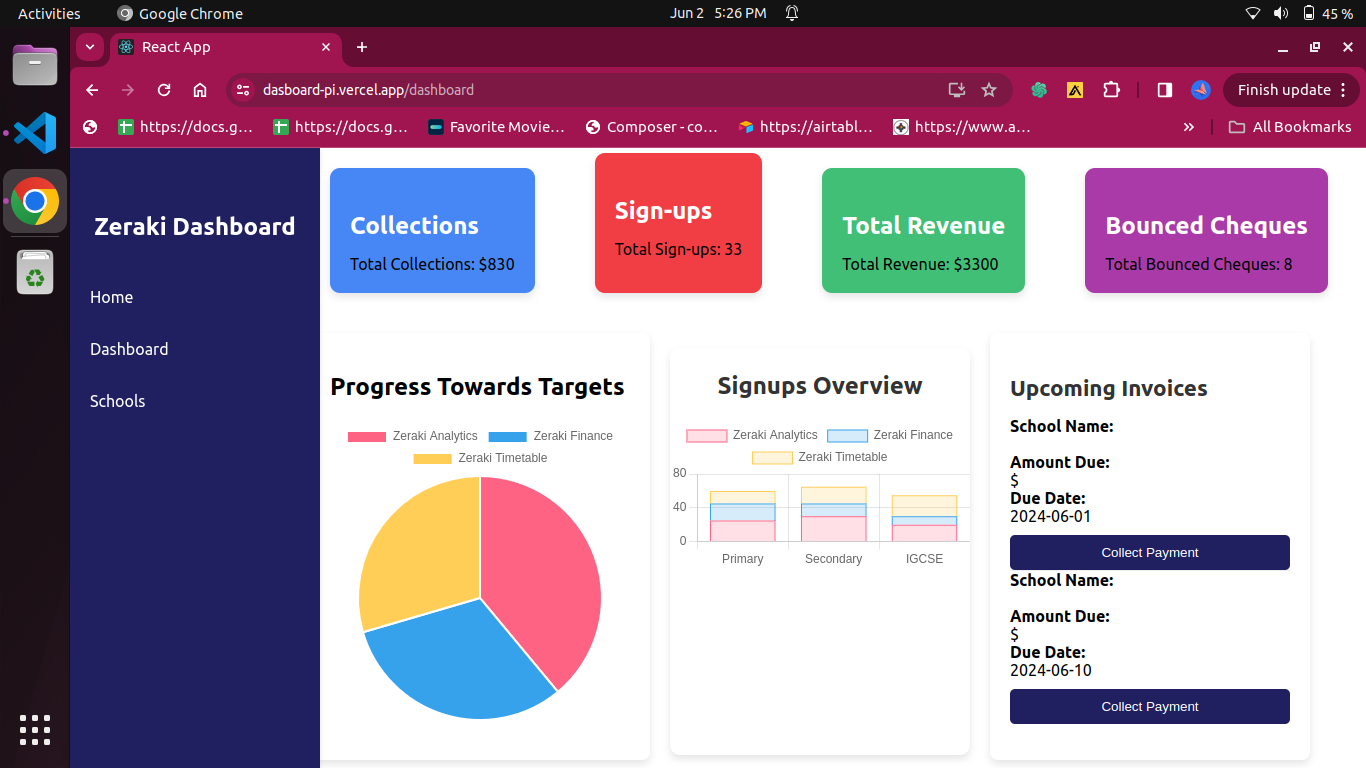 Activities
Google Chrome
Jun 2 5:26 PM
45 %
React App
dasboard-pi.vercel.app/dashboard
Finish update
https://docs.g...
https://docs.g...
Favorite Movie...
Composer - co...
https://airtabl...
https://www.a...
»
All Bookmarks
Zeraki Dashboard
Home
Dashboard
Schools
Collections
Total Collections: $830
Sign-ups
Total Sign-ups: 33
Total Revenue
Total Revenue: $3300
Bounced Cheques
Total Bounced Cheques: 8
Progress Towards Targets
Zeraki Analytics
Zeraki Finance
Zeraki Timetable
Signups Overview
Zeraki Analytics
Zeraki Finance
Zeraki Timetable
80
40
0
Primary
Secondary
IGCSE
Upcoming Invoices
School Name:
Amount Due:
$
Due Date:
2024-06-01
Collect Payment
School Name:
Amount Due:
$
Due Date:
2024-06-10
Collect Payment